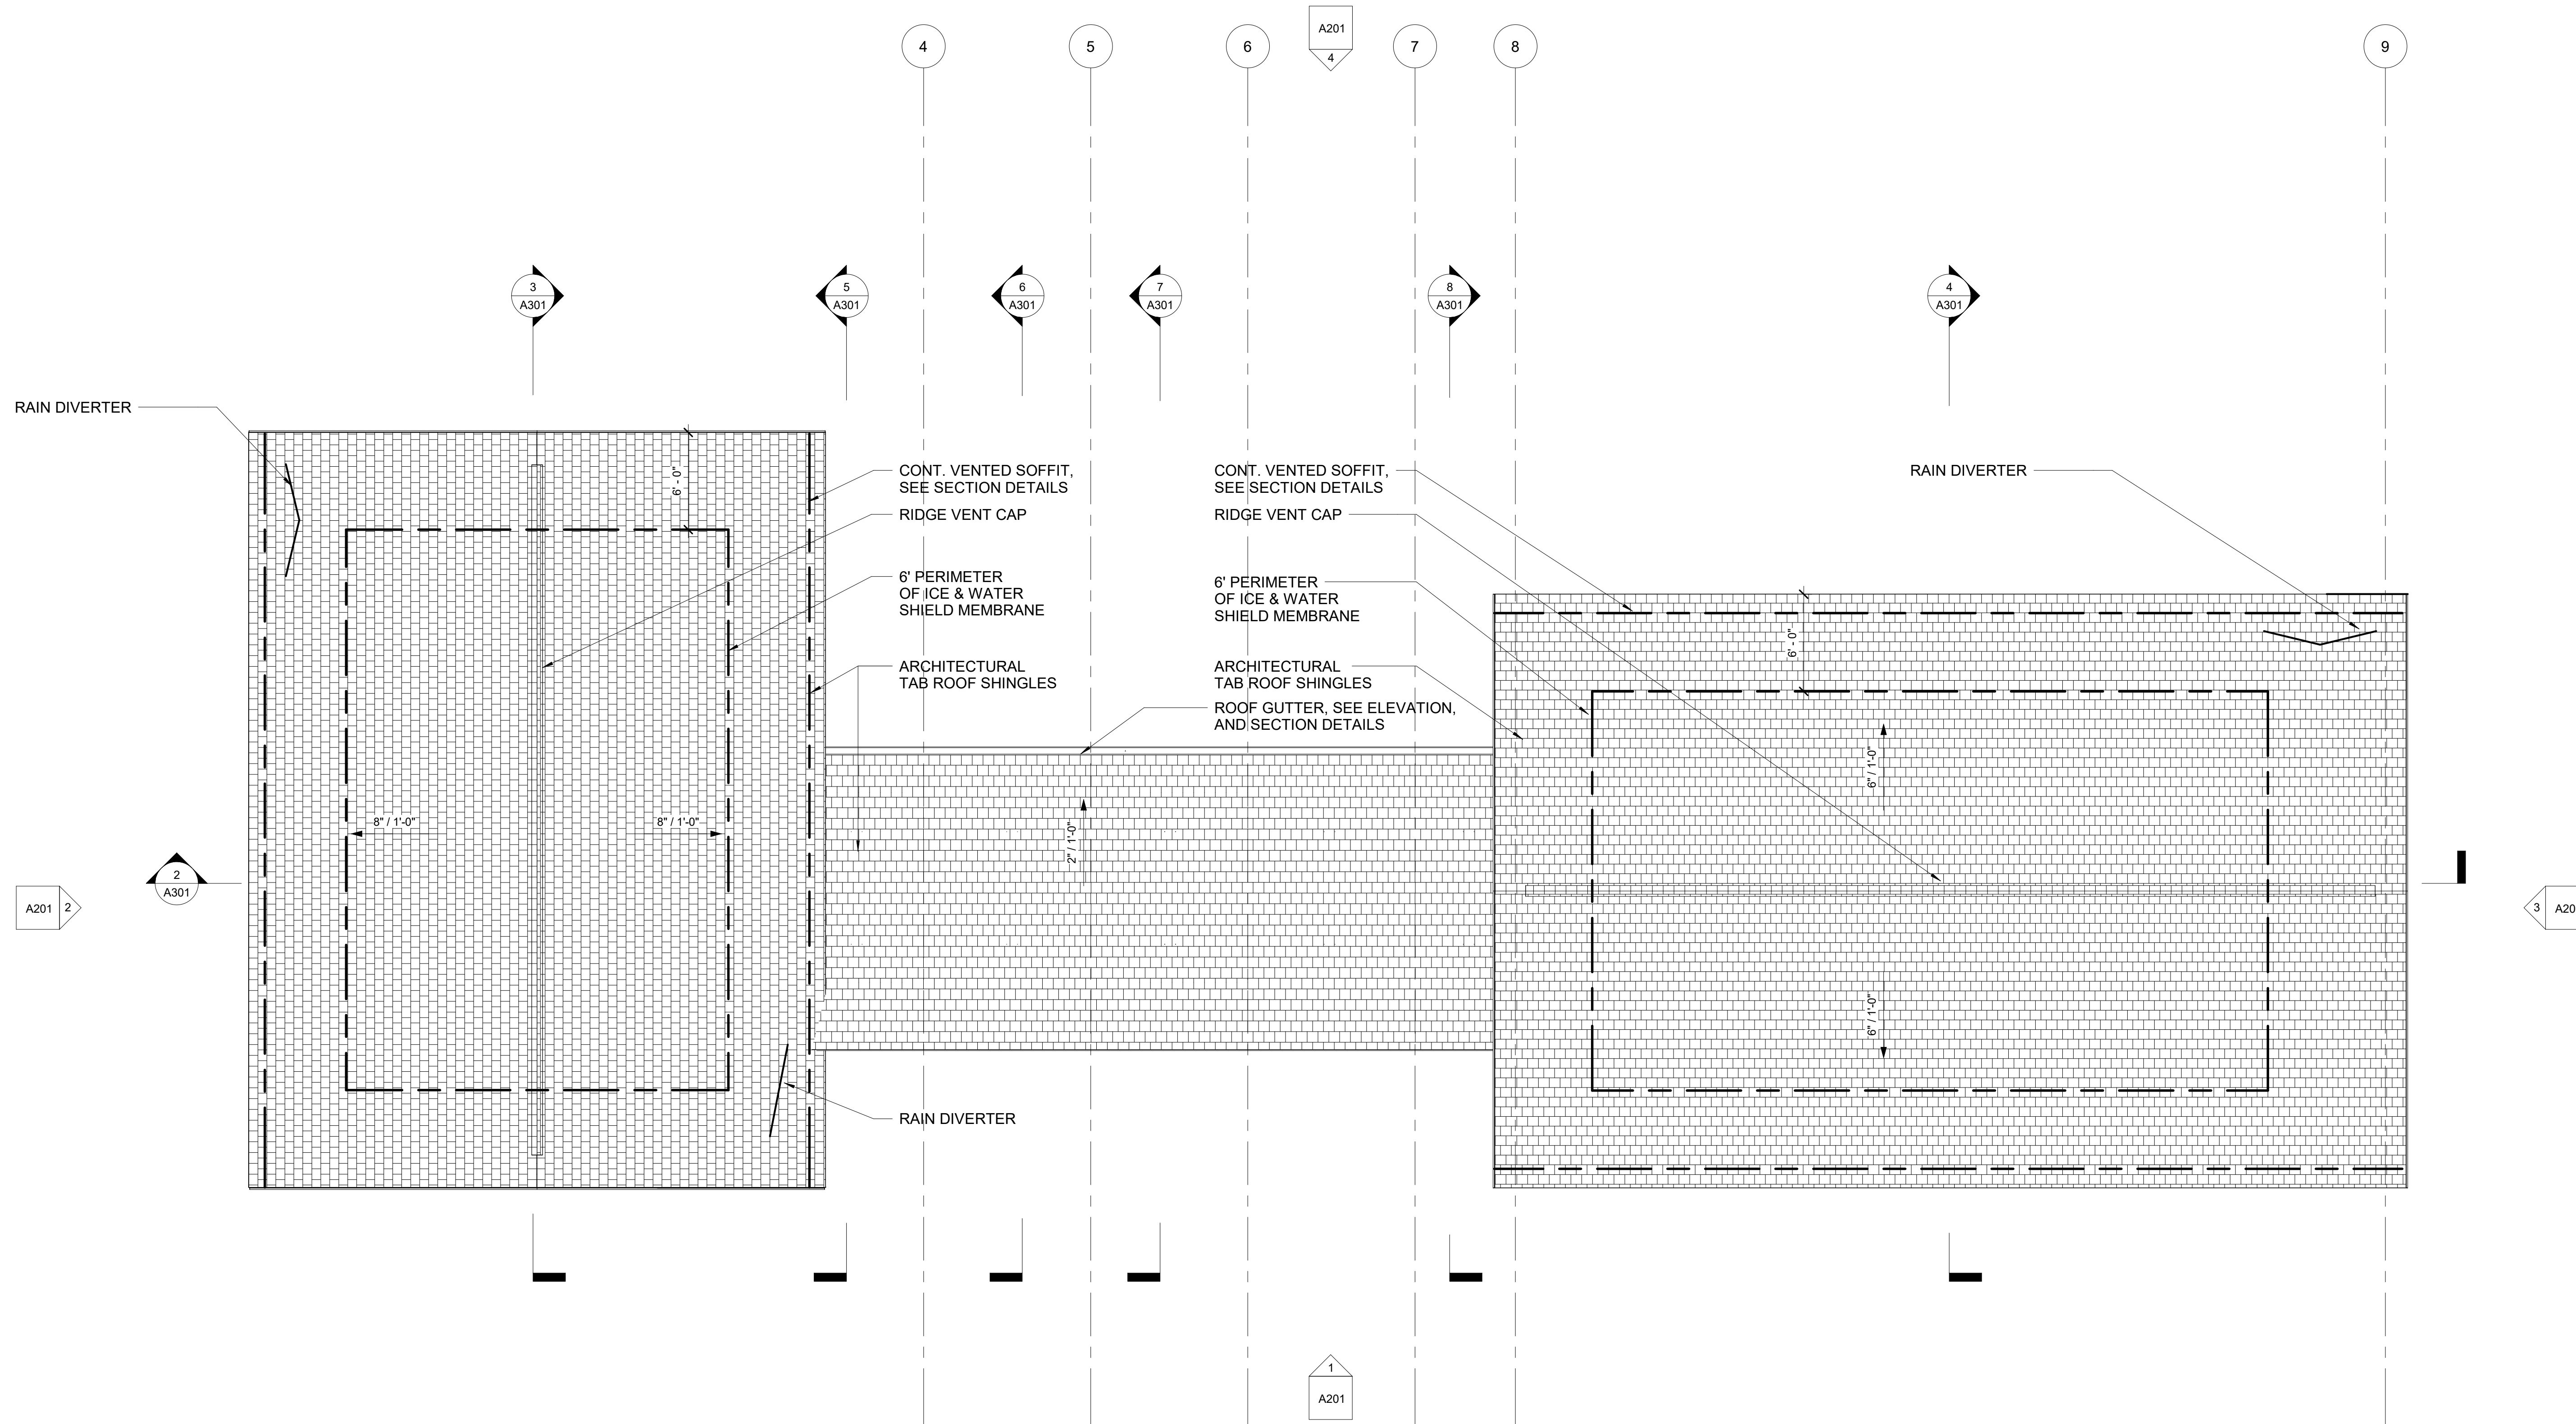 A201
4
4
5
6
7
8
9
3
A301
5
A301
6
A301
7
A301
8
A301
4
A301
RAIN DIVERTER
6' - 0"
CONT. VENTED SOFFIT,
SEE SECTION DETAILS
RIDGE VENT CAP
6' PERIMETER
OF ICE & WATER
SHIELD MEMBRANE
ARCHITECTURAL
TAB ROOF SHINGLES
CONT. VENTED SOFFIT,
SEE SECTION DETAILS
RIDGE VENT CAP
6' PERIMETER
OF ICE & WATER
SHIELD MEMBRANE
ARCHITECTURAL
TAB ROOF SHINGLES
ROOF GUTTER, SEE ELEVATION,
AND SECTION DETAILS
RAIN DIVERTER
6' - 0"
8" / 1'-0"
8" / 1'-0"
2" / 1'-0"
6" / 1'-0"
6" / 1'-0"
2
A301
A201
2
3
A20
RAIN DIVERTER
1
A201